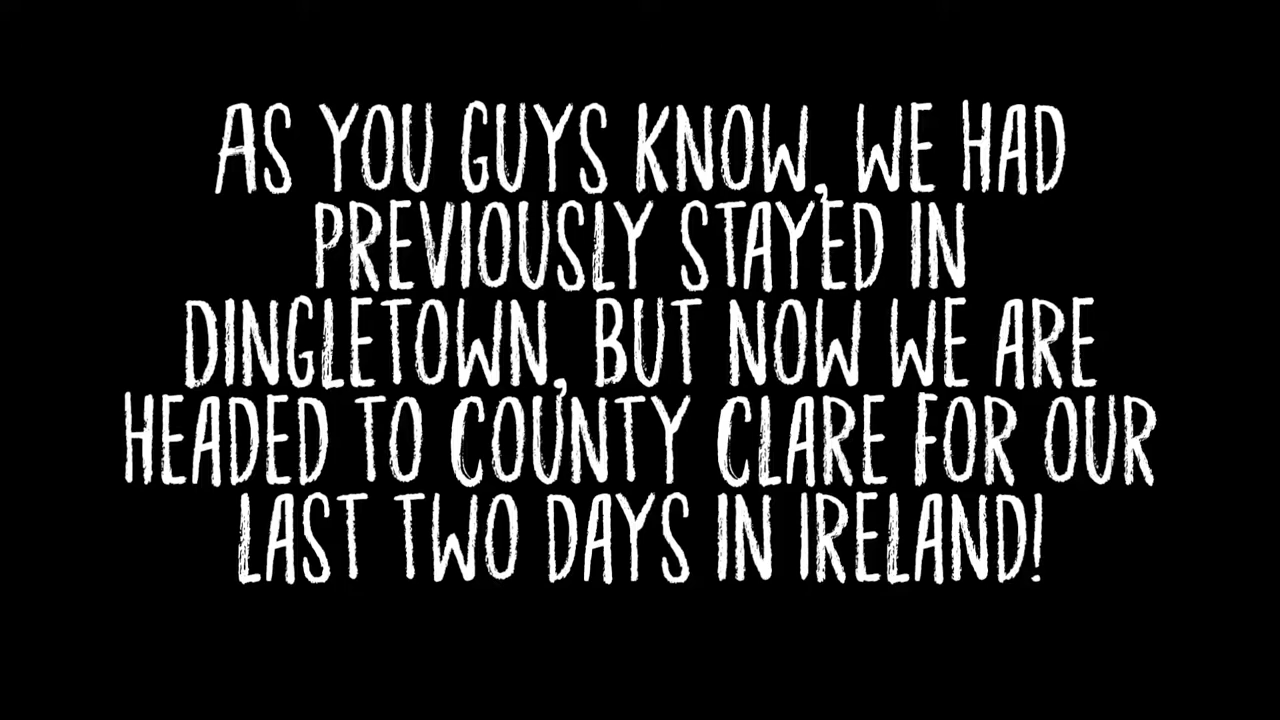 AS YOU GUYS KNOW, WE HAD
PREVIOUSLY STAYED IN
DINGLETOWN, BUT NOW WE ARE
HEADED TO COUNTY CLARE FOR OUR
LAST TWO DAYS IN IRELAND!